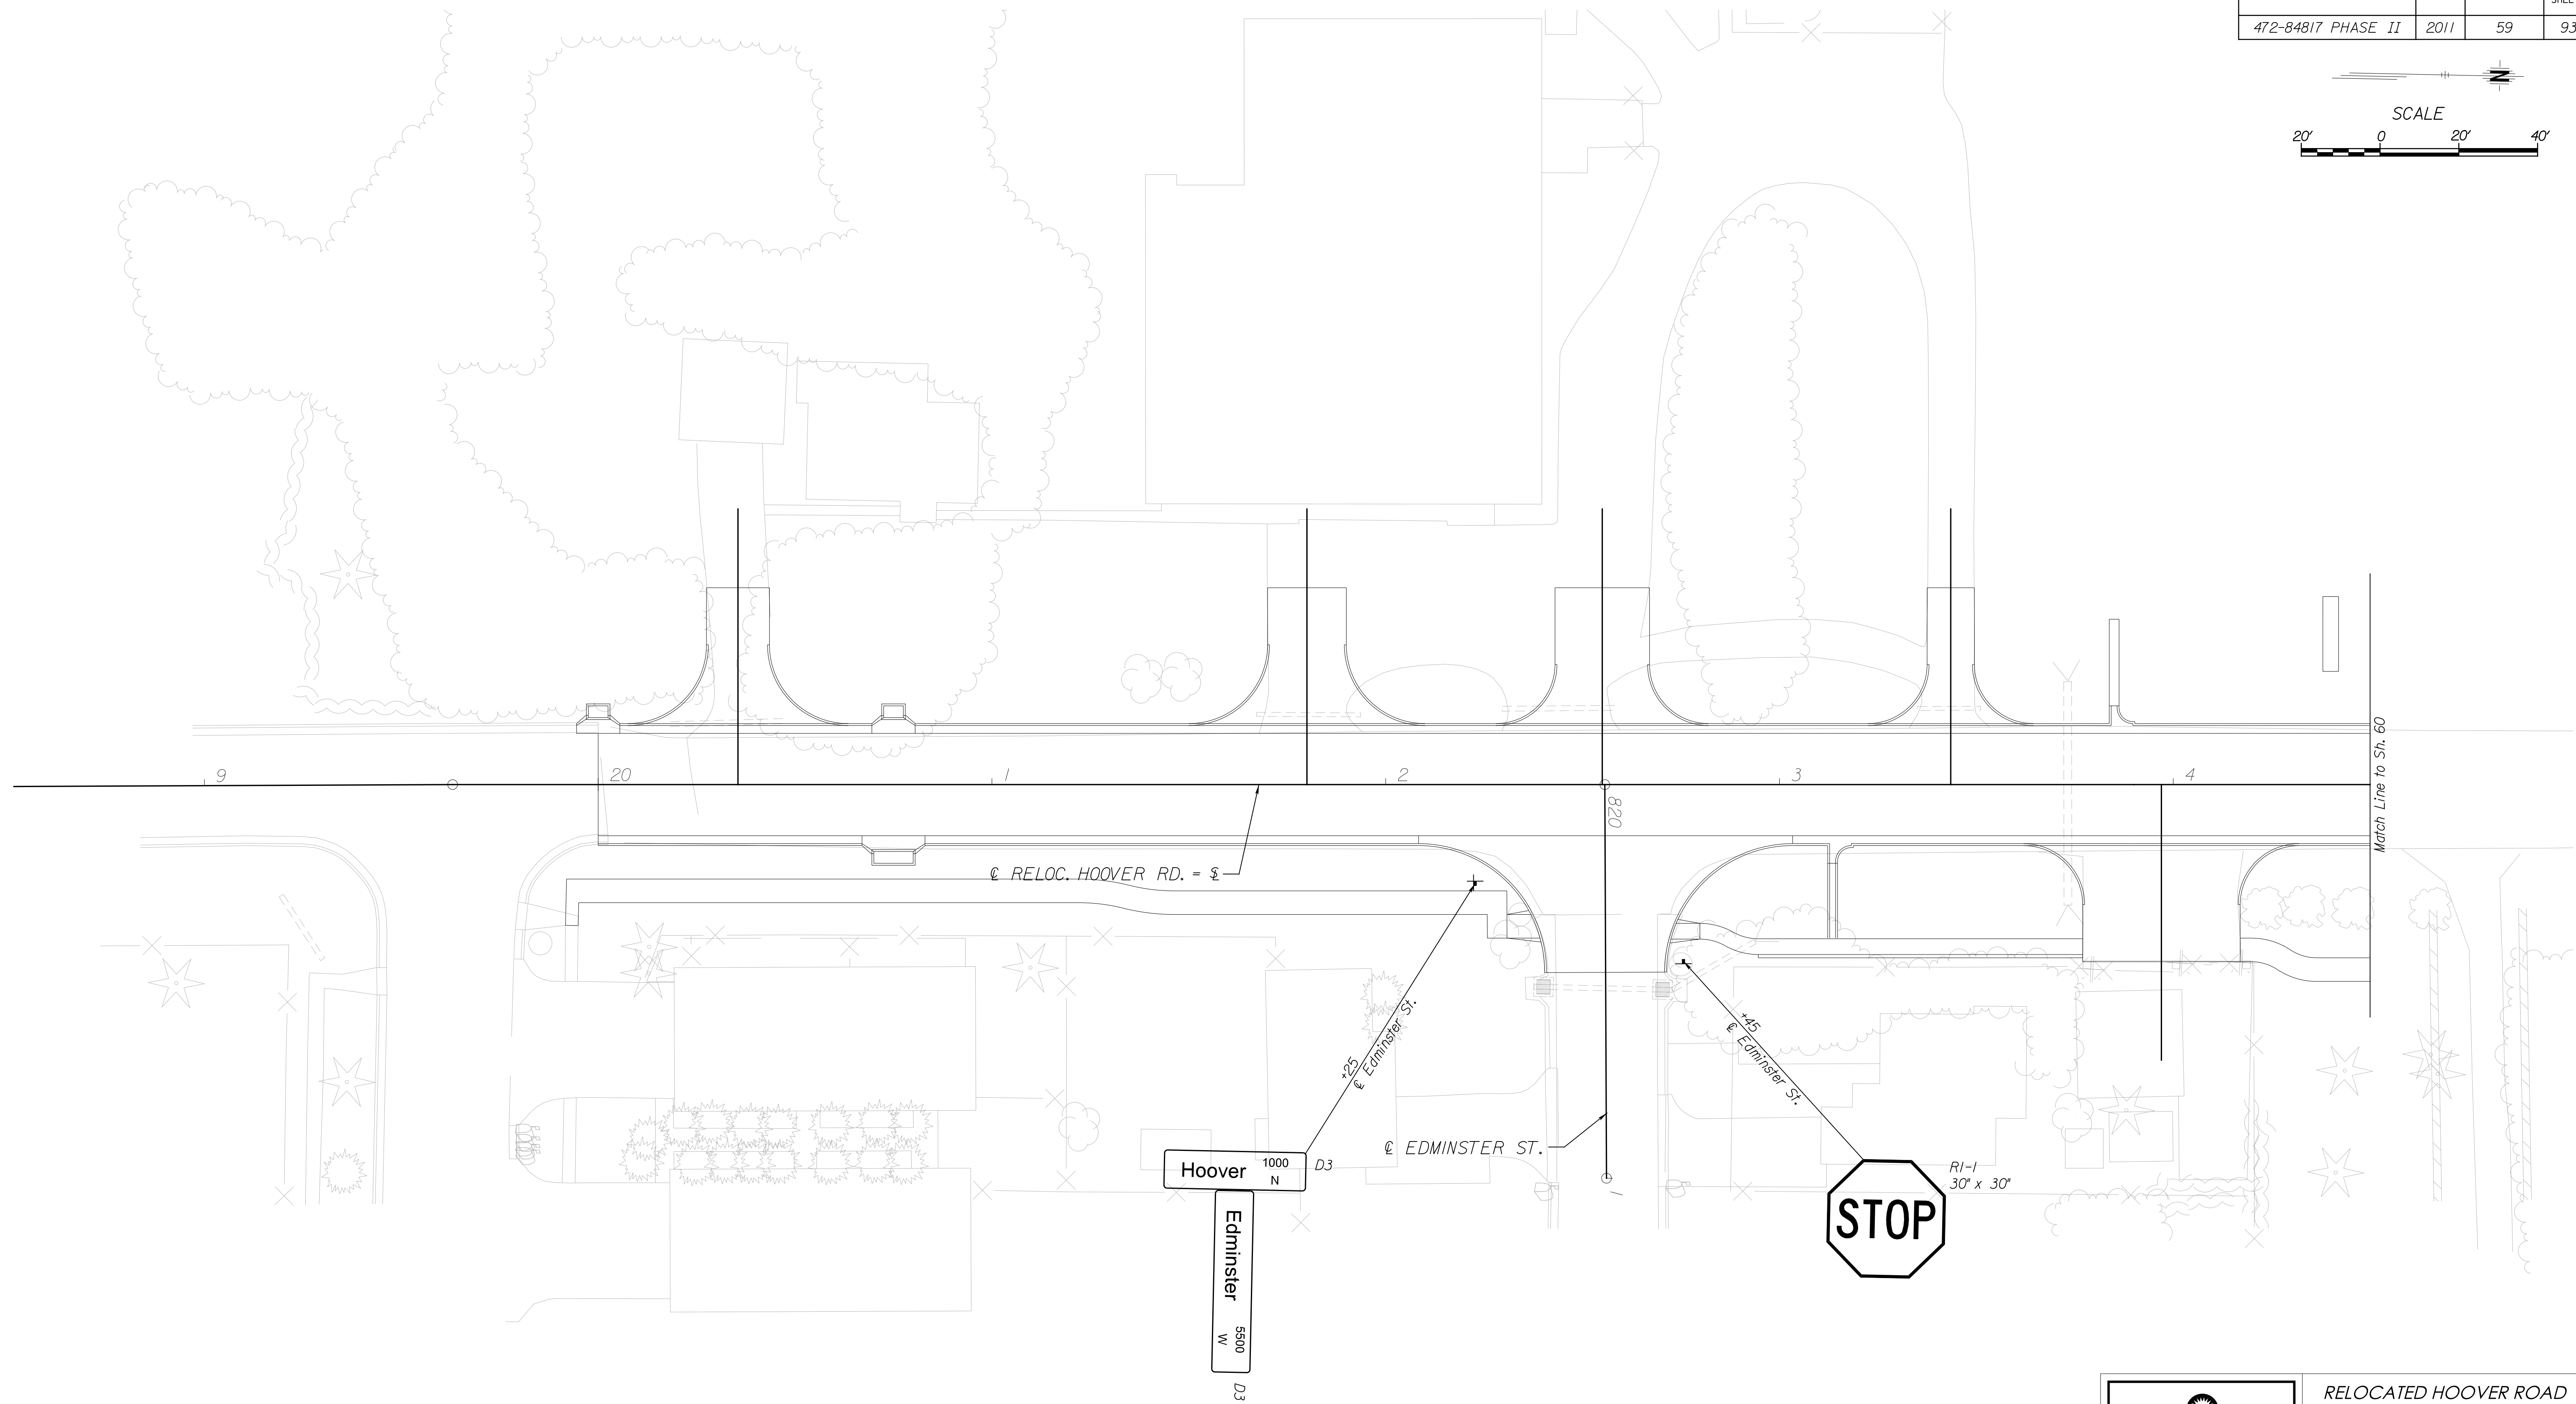 472-84817 PHASE II 2011 59 93
N
SCALE
20' 0 20' 40'
9 20 1 2 3 4
820
Match Line to Sh. 60
℄ RELOC. HOOVER RD. =
+25
℄ Edminster St.
+45
℄ Edminster St.
℄ EDMINSTER ST.
1
Hoover 1000 N
D3
Edminster 5500 W
D3
STOP
R1-1
30" x 30"
RELOCATED HOOVER ROAD